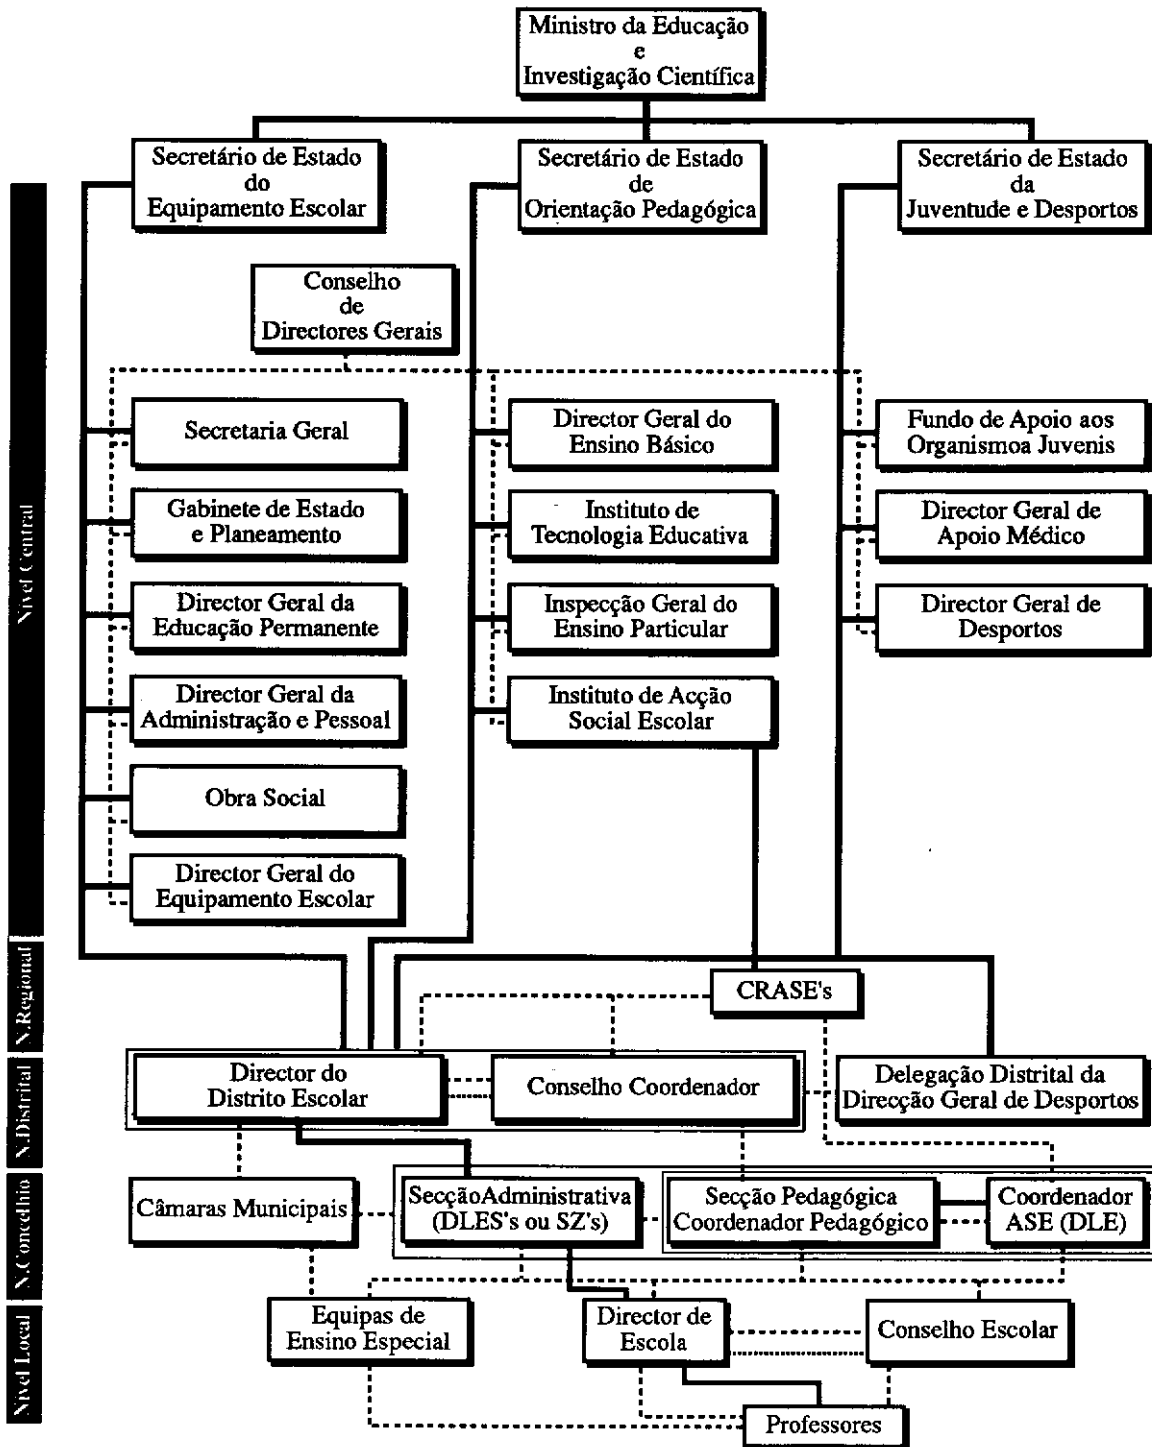 Ministro da Educação
e
Investigação Científica
Secretário de Estado
do
Equipamento Escolar
Secretário de Estado
de
Orientação Pedagógica
Secretário de Estado
da
Juventude e Desportos
Nível Central
Conselho
de
Directores Gerais
Secretaria Geral
Director Geral do
Ensino Básico
Fundo de Apoio aos
Organismoa Juvenis
Gabinete de Estado
e Planeamento
Instituto de
Tecnologia Educativa
Director Geral de
Apoio Médico
Director Geral da
Educação Permanente
Inspecção Geral do
Ensino Particular
Director Geral de
Desportos
Director Geral da
Administração e Pessoal
Instituto de Acção
Social Escolar
Obra Social
Director Geral do
Equipamento Escolar
N.Regional
CRASE's
N.Distrital
Director do
Distrito Escolar
Conselho Coordenador
Delegação Distrital da
Direcção Geral de Desportos
N.Concelhio
Câmaras Municipais
SecçãoAdministrativa
(DLES's ou SZ's)
Secção Pedagógica
Coordenador Pedagógico
Coordenador
ASE (DLE)
Nível Local
Equipas de
Ensino Especial
Director de
Escola
Conselho Escolar
Professores